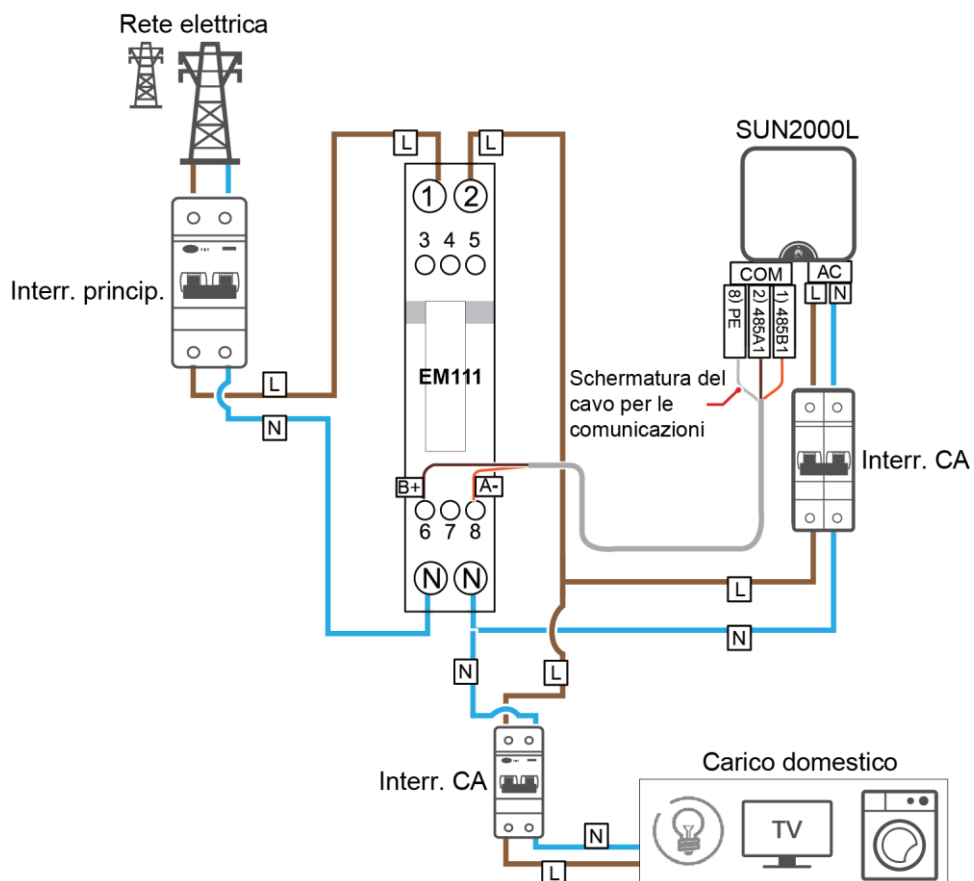 Rete elettrica
SUN2000L
L
L
1
2
3 4 5
COM
AC
L N
8) PE
2) 485A1
1) 485B1
Interr. princip.
EM111
L
N
Schermatura del
cavo per le
comunicazioni
Interr. CA
B+
A-
6 7 8
N
N
L
N
N
L
Interr. CA
Carico domestico
TV
N
L